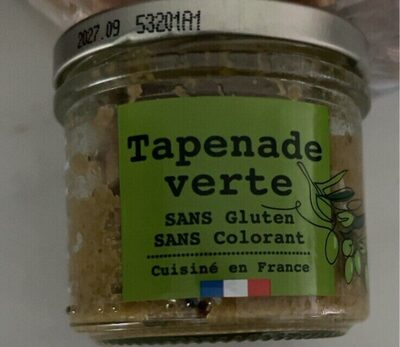 2027.09 53201A1
Tapenade
verte
SANS Gluten
SANS Colorant
Cuisiné en France